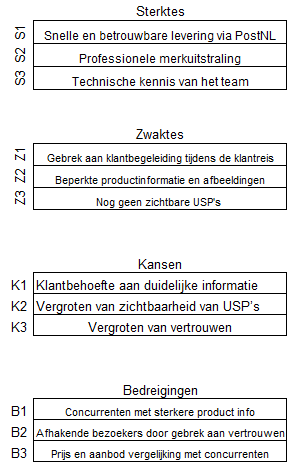 Sterktes
S1 Snelle en betrouwbare levering via PostNL
S2 Professionele merkuitstraling
S3 Technische kennis van het team
Zwaktes
Z1 Gebrek aan klantbegeleiding tijdens de klantreis
Z2 Beperkte productinformatie en afbeeldingen
Z3 Nog geen zichtbare USP's
Kansen
K1 Klantbehoefte aan duidelijke informatie
K2 Vergroten van zichtbaarheid van USP's
K3 Vergroten van vertrouwen
Bedreigingen
B1 Concurrenten met sterkere product info
B2 Afhakende bezoekers door gebrek aan vertrouwen
B3 Prijs en aanbod vergelijking met concurrenten